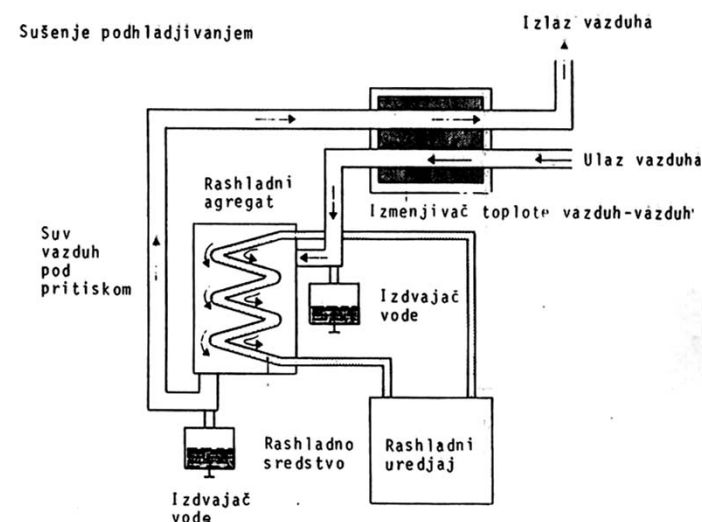 Sušenje podhladjivanjem
Izlaz vazduha
Ulaz vazduha
Rashladni
agregat
Izmenjivač toplote vazduh-vazduh
Suv
vazduh
pod
pritiskom
Izdvajač
vode
Rashladno
sredstvo
Rashladni
uredjaj
Izdvajač
vode